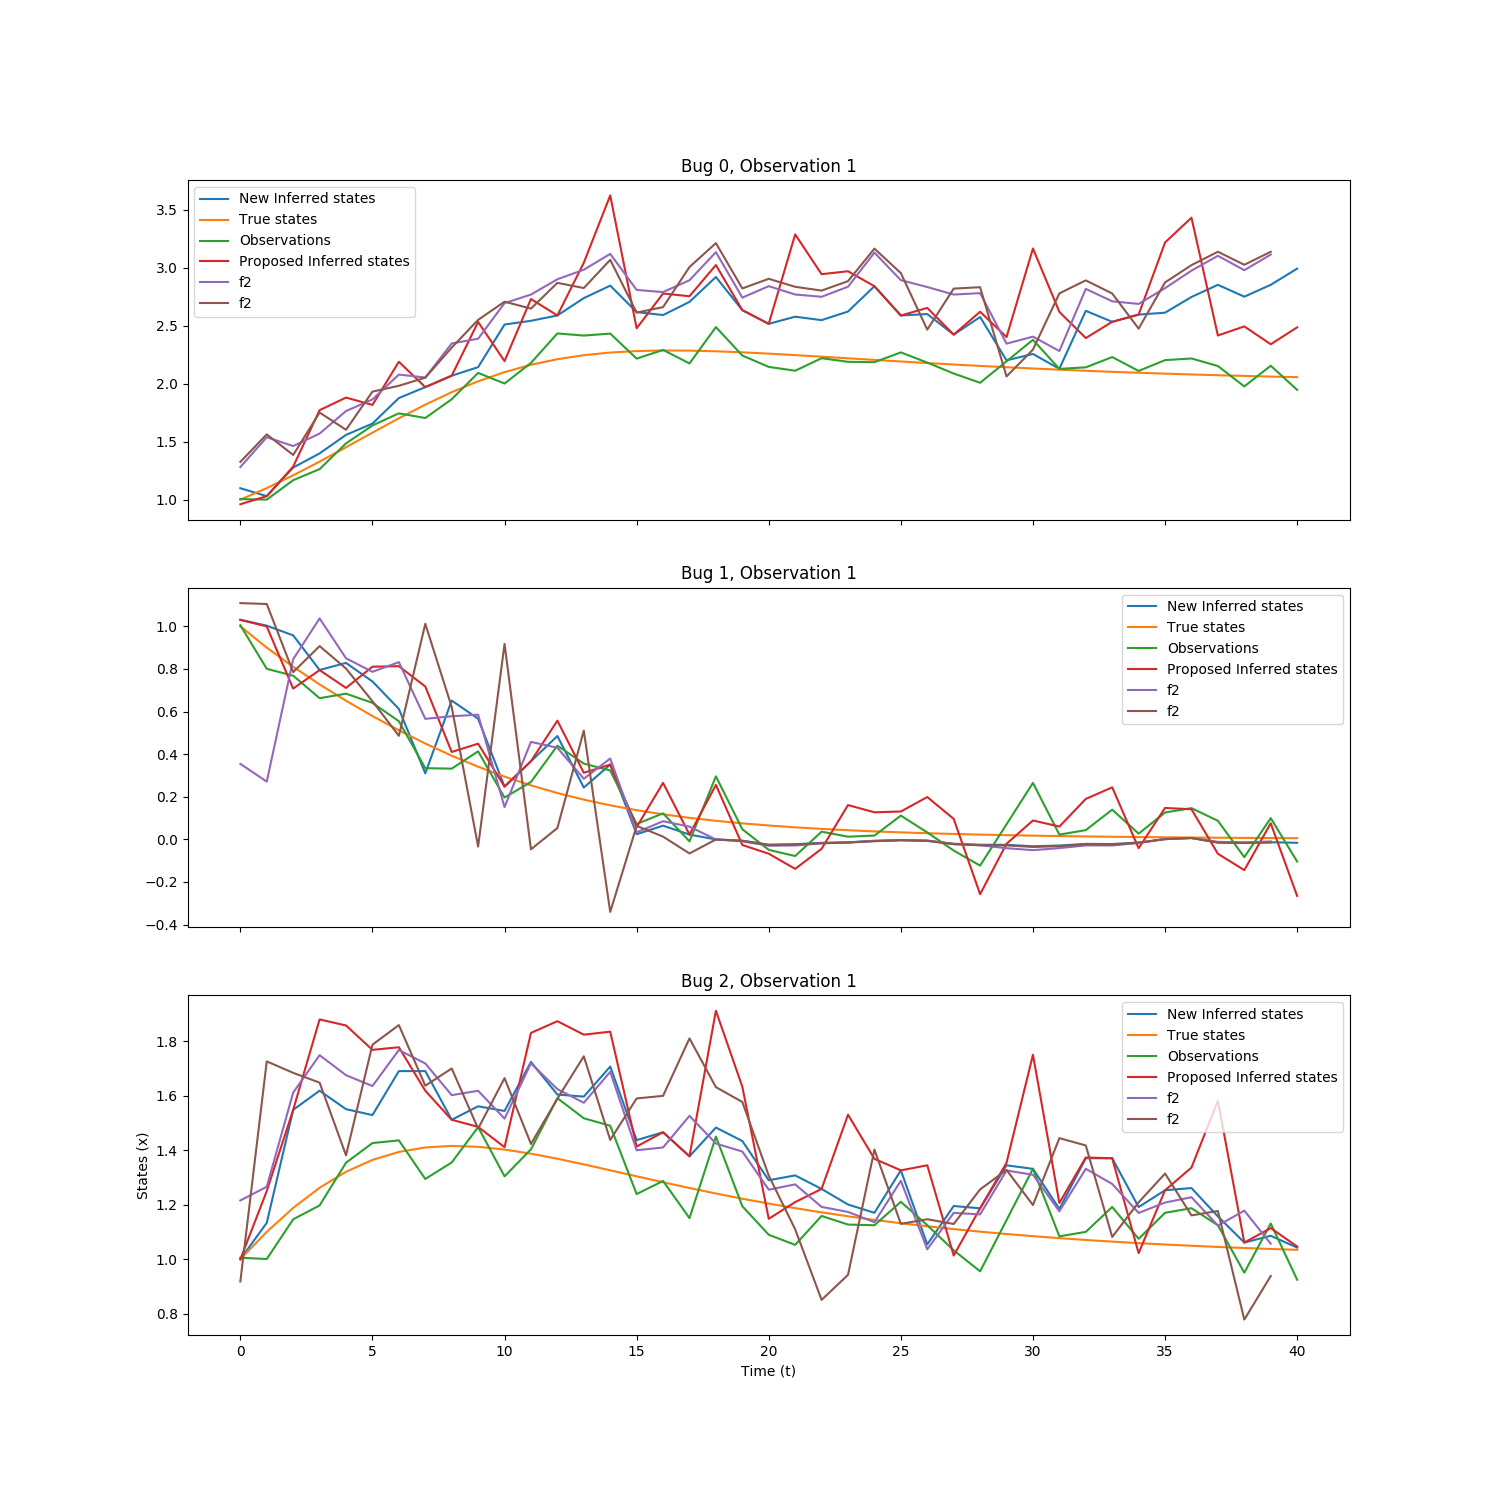 Bug 0, Observation 1
New Inferred states
True states
Observations
Proposed Inferred states
f2
f2
3.5
3.0
2.5
2.0
1.5
1.0
Bug 1, Observation 1
New Inferred states
True states
Observations
Proposed Inferred states
f2
f2
1.0
0.8
0.6
0.4
0.2
0.0
−0.2
−0.4
Bug 2, Observation 1
New Inferred states
True states
Observations
Proposed Inferred states
f2
f2
States (x)
1.8
1.6
1.4
1.2
1.0
0.8
0 5 10 15 20 25 30 35 40
Time (t)